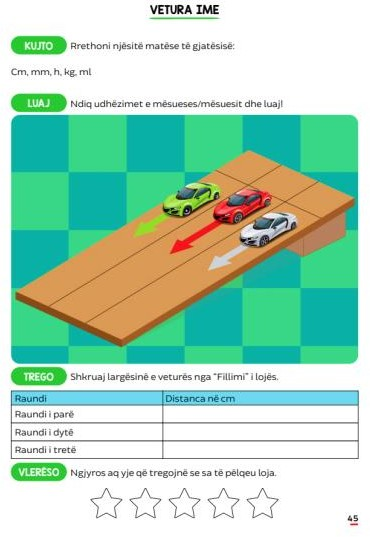 VETURA IME
KUJTO Rrethoni njësitë matëse të gjatësisë:
Cm, mm, h, kg, ml
LUAJ Ndiq udhëzimet e mësueses/mësuesit dhe luaj!
TREGO Shkruaj largësinë e veturës nga "Fillimi" i lojës.
Raundi Distanca në cm
Raundi i parë
Raundi i dytë
Raundi i tretë
VLERËSO Ngjyros aq yje që tregojnë se sa të pëlqeu loja.
45